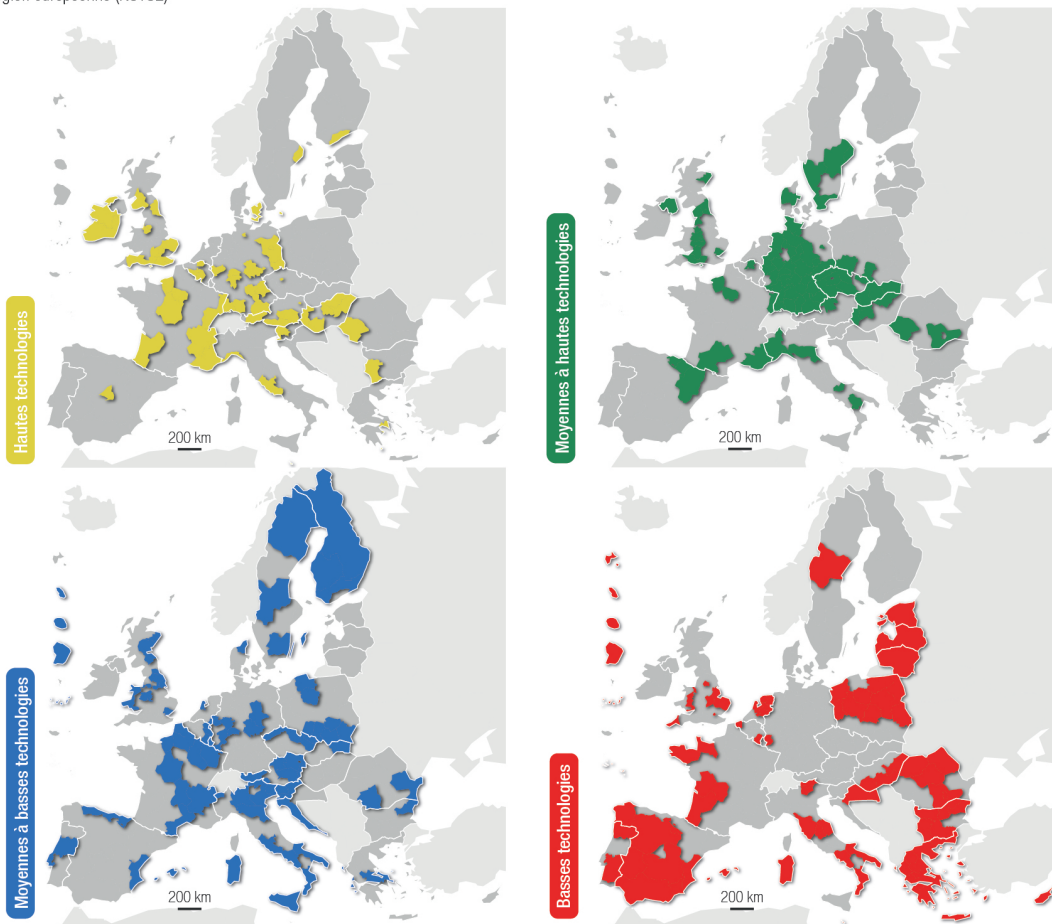 Hautes technologies
200 km
Moyennes à hautes technologies
200 km
Moyennes à basses technologies
200 km
Basses technologies
200 km